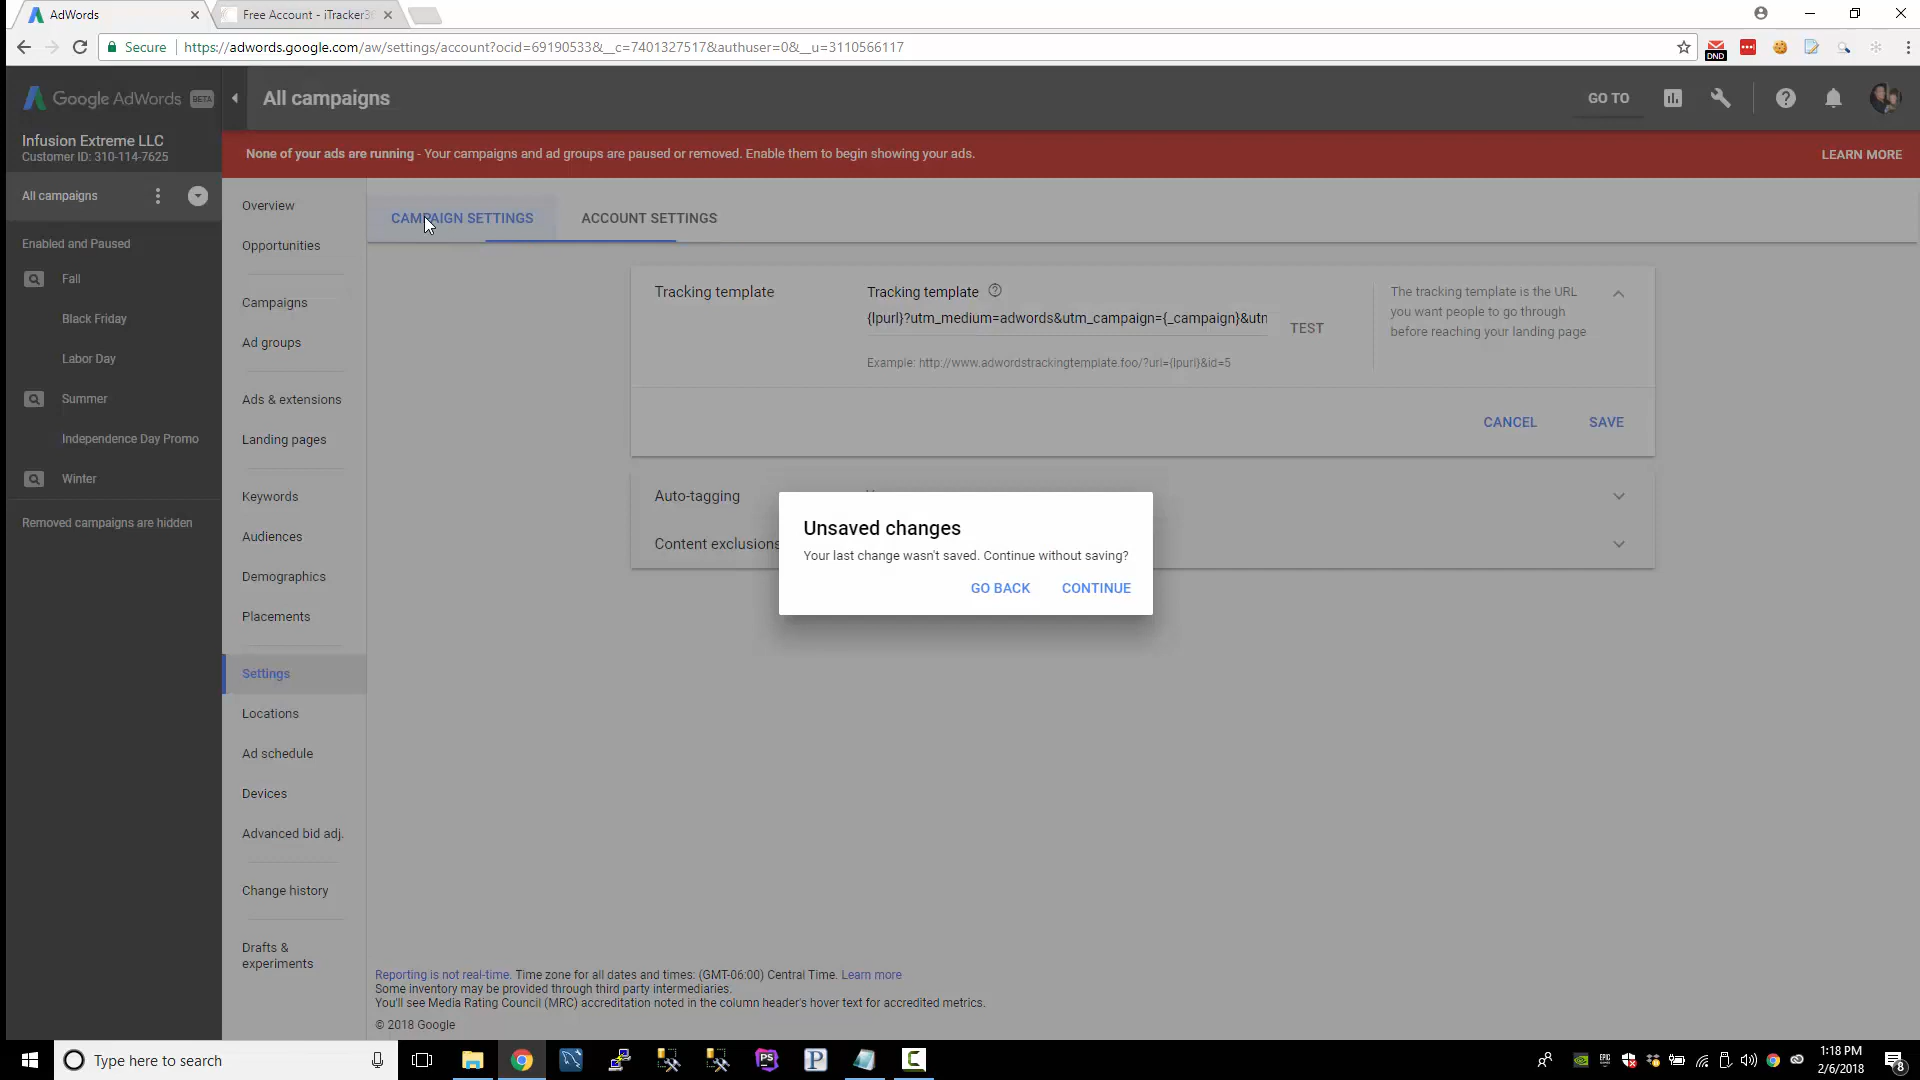 AdWords
Free Account - iTracker36
Secure
https://adwords.google.com/aw/settings/account?ocid=69190533&__c=7401327517&authuser=0&__u=3110566117
DND
Google AdWords BETA
All campaigns
GO TO
Infusion Extreme LLC
Customer ID: 310-114-7625
None of your ads are running - Your campaigns and ad groups are paused or removed. Enable them to begin showing your ads.
LEARN MORE
All campaigns
Enabled and Paused
Fall
Black Friday
Labor Day
Summer
Independence Day Promo
Winter
Removed campaigns are hidden
Overview
Opportunities
Campaigns
Ad groups
Ads & extensions
Landing pages
Keywords
Audiences
Demographics
Placements
Settings
Locations
Ad schedule
Devices
Advanced bid adj.
Change history
Drafts &
experiments
CAMPAIGN SETTINGS
ACCOUNT SETTINGS
Tracking template
Tracking template
{lpurl}?utm_medium=adwords&utm_campaign={_campaign}&utn
TEST
Example: http://www.adwordstrackingtemplate.foo/?url={lpurl}&id=5
The tracking template is the URL
you want people to go through
before reaching your landing page
CANCEL
SAVE
Auto-tagging
Content exclusions
Unsaved changes
Your last change wasn't saved. Continue without saving?
GO BACK
CONTINUE
Reporting is not real-time. Time zone for all dates and times: (GMT-06:00) Central Time. Learn more
Some inventory may be provided through third party intermediaries.
You'll see Media Rating Council (MRC) accreditation noted in the column header's hover text for accredited metrics.
© 2018 Google
Type here to search
PS
P
C
1:18 PM
2/6/2018
8